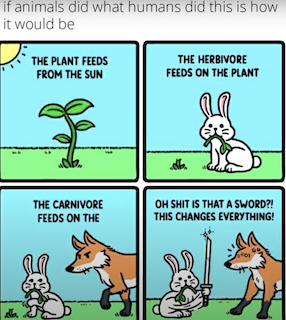 if animals did what humans did this is how
it would be
THE PLANT FEEDS
FROM THE SUN
THE HERBIVORE
FEEDS ON THE PLANT
THE CARNIVORE
FEEDS ON THE
OH SHIT IS THAT A SWORD?!
THIS CHANGES EVERYTHING!